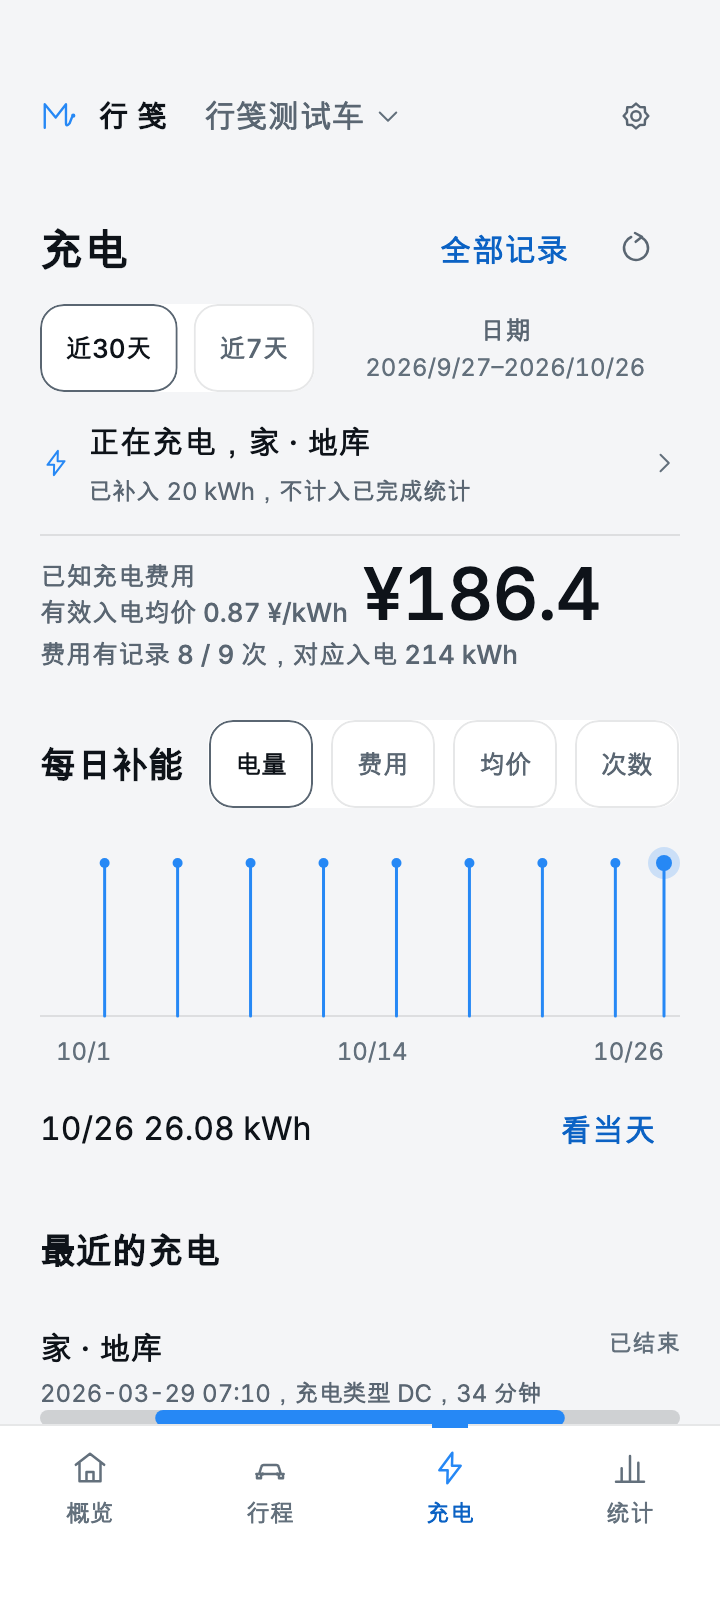 行笺 行笺测试车
充电 全部记录
近30天 近7天 日期
2026/9/27–2026/10/26
正在充电，家 · 地库
已补入 20 kWh，不计入已完成统计
已知充电费用
有效入电均价 0.87 ¥/kWh ¥186.4
费用有记录 8 / 9 次，对应入电 214 kWh
每日补能 电量 费用 均价 次数
10/1 10/14 10/26
10/26 26.08 kWh 看当天
最近的充电
家 · 地库 已结束
2026-03-29 07:10，充电类型 DC，34 分钟
概览 行程 充电 统计